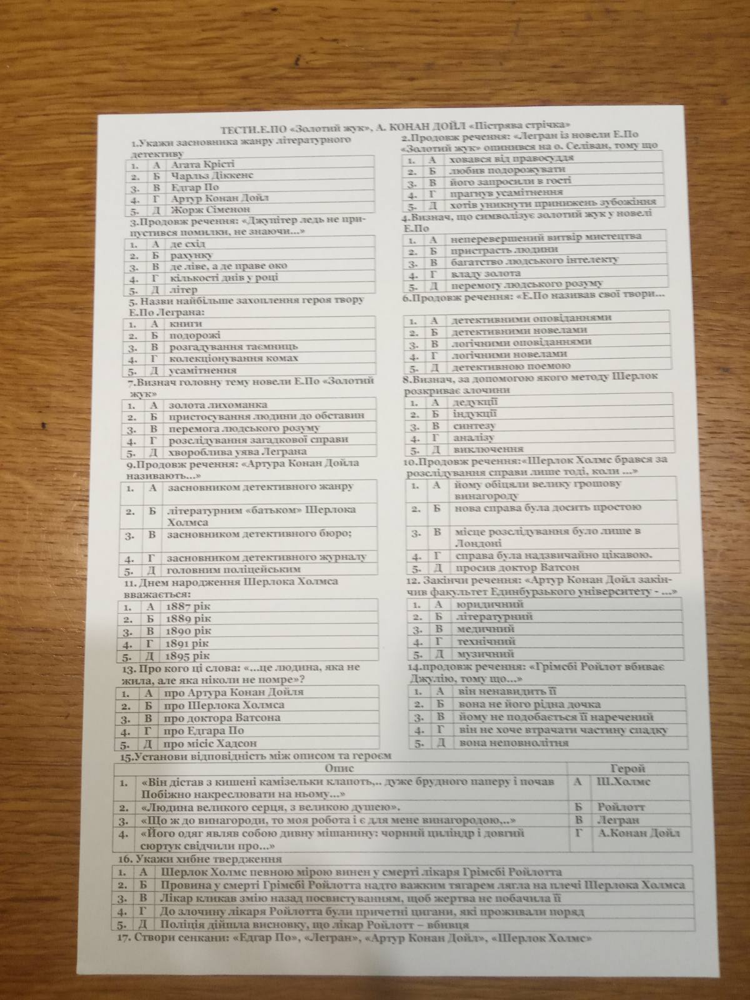 ТЕСТИ.Е.ПО «Золотий жук», А. КОНАН ДОЙЛ «Пістрява стрічка»
1.Укажи засновника жанру літературного
детективу
1. А Агата Крісті
2. Б Чарльз Діккенс
3. В Едгар По
4. Г Артур Конан Дойл
5. Д Жорж Сіменон
2.Продовж речення: «Легран із новели Е.По
«Золотий жук» опинився на о. Селіван, тому що
1. А ховався від правосуддя
2. Б любив подорожувати
3. В його запросили в гості
4. Г прагнув усамітнення
5. Д хотів уникнути принижень зубожіння
3.Продовж речення: «Джупітер ледь не при-
пустився помилки, не знаючи...»
1. А де схід
2. Б рахунку
3. В де ліве, а де праве око
4. Г кількості днів у році
5. Д літер
4.Визнач, що символізує золотий жук у новелі
Е.По
1. А неперевершений витвір мистецтва
2. Б пристрасть людини
3. В багатство людського інтелекту
4. Г владу золота
5. Д перемогу людського розуму
5. Назви найбільше захоплення героя твору
Е.По Леграна:
1. А книги
2. Б подорожі
3. В розгадування таємниць
4. Г колекціонування комах
5. Д усамітнення
6.Продовж речення: «Е.По називав свої твори...
1. А детективними оповіданнями
2. Б детективними новелами
3. В логічними оповіданнями
4. Г логічними новелами
5. Д детективною поемою
7.Визнач головну тему новели Е.По «Золотий
жук»
1. А золота лихоманка
2. Б пристосування людини до обставин
3. В перемога людського розуму
4. Г розслідування загадкової справи
5. Д хвороблива уява Леграна
8.Визнач, за допомогою якого методу Шерлок
розкриває злочини
1. А дедукції
2. Б індукції
3. В синтезу
4. Г аналізу
5. Д виключення
9.Продовж речення: «Артура Конан Дойла
називають...»
1. А засновником детективного жанру
2. Б літературним «батьком» Шерлока
Холмса
3. В засновником детективного бюро;
4. Г засновником детективного журналу
5. Д головним поліцейським
10.Продовж речення:«Шерлок Холмс брався за
розслідування справи лише тоді, коли ...»
1. А йому обіцяли велику грошову
винагороду
2. Б нова справа була досить простою
3. В місце розслідування було лише в
Лондоні
4. Г справа була надзвичайно цікавою.
5. Д просив доктор Ватсон
11. Днем народження Шерлока Холмса
вважається:
1. А 1887 рік
2. Б 1889 рік
3. В 1890 рік
4. Г 1891 рік
5. Д 1895 рік
12. Закінчи речення: «Артур Конан Дойл закін-
чив факультет Единбурзького університету - ...»
1. А юридичний
2. Б літературний
3. В медичний
4. Г технічний
5. Д музичний
13. Про кого ці слова: «...це людина, яка не
жила, але яка ніколи не помре»?
1. А про Артура Конан Дойля
2. Б про Шерлока Холмса
3. В про доктора Ватсона
4. Г про Едгара По
5. Д про місіс Хадсон
14.продовж речення: «Грімсбі Ройлот вбиває
Джулію, тому що...»
1. А він ненавидить її
2. Б вона не його рідна дочка
3. В йому не подобається її наречений
4. Г він не хоче втрачати частину спадку
5. Д вона неповнолітня
15.Установи відповідність між описом та героєм
Опис Герой
1. «Він дістав з кишені камізельки клапоть,.. дуже брудного паперу і почав А Ш.Холмс
Побіжно накреслювати на ньому...»
2. «Людина великого серця, з великою душею». Б Ройлотт
3. «Що ж до винагороди, то моя робота і є для мене винагородою,..» В Легран
4. «Його одяг являв собою дивну мішанину: чорний циліндр і довгий Г А.Конан Дойл
сюртук свідчили про...»
16. Укажи хибне твердження
1. А Шерлок Холмс певною мірою винен у смерті лікаря Грімсбі Ройлотта
2. Б Провина у смерті Грімсбі Ройлотта надто важким тягарем лягла на плечі Шерлока Холмса
3. В Лікар кликав змію назад посвистуванням, щоб жертва не побачила її
4. Г До злочину лікаря Ройлотта були причетні цигани, які проживали поряд
5. Д Поліція дійшла висновку, що лікар Ройлотт – вбивця
17. Створи сенкани: «Едгар По», «Легран», «Артур Конан Дойл», «Шерлок Холмс»